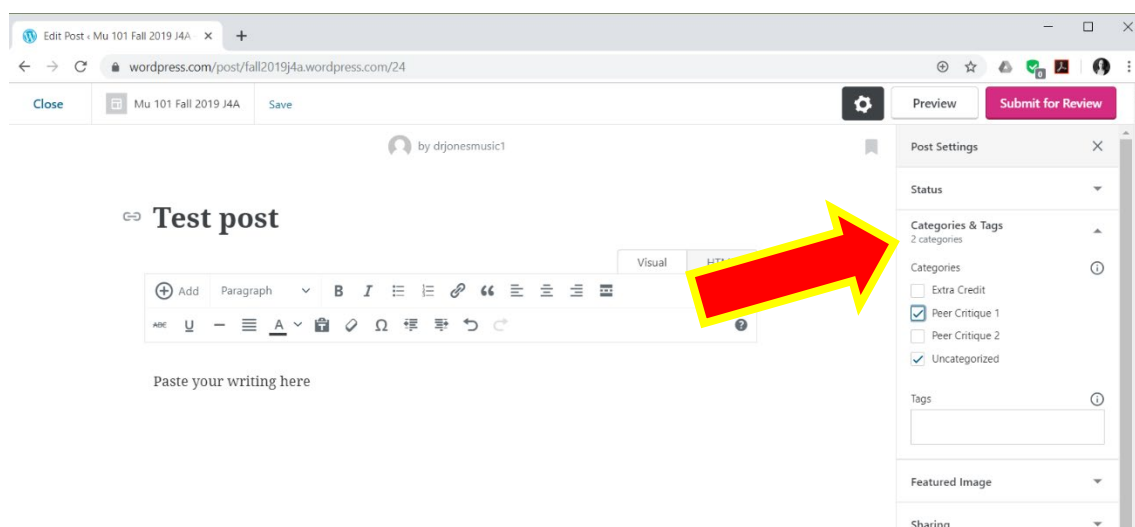 Edit Post ‹ Mu 101 Fall 2019 J4A
wordpress.com/post/fall2019j4a.wordpress.com/24
Close Mu 101 Fall 2019 J4A Save Preview Submit for Review
by drjonesmusic1
Post Settings
Status
Test post
Categories & Tags
2 categories
Visual
Categories
Add Paragraph B I
Extra Credit
Peer Critique 1
ABC U A Ω
Peer Critique 2
Uncategorized
Paste your writing here
Tags
Featured Image
Sharing